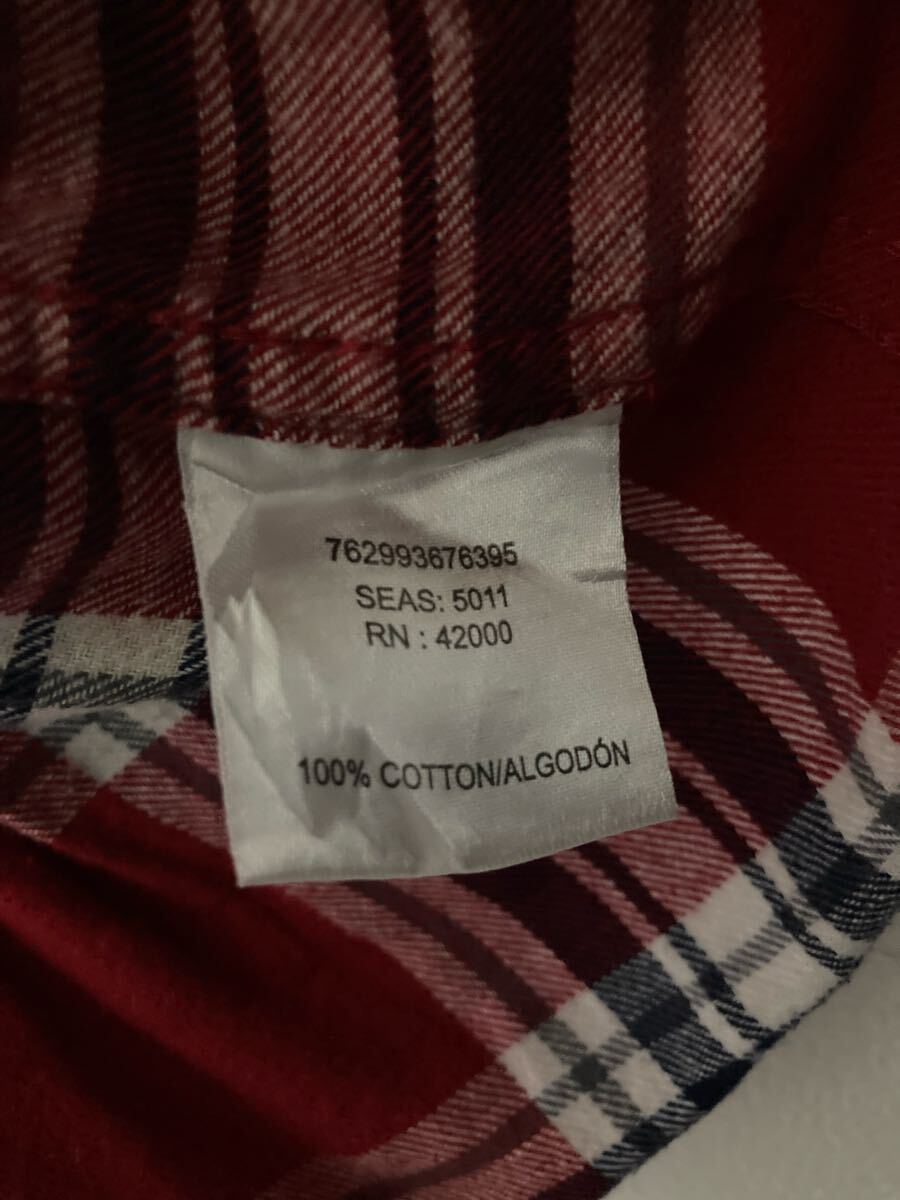 762993676395
SEAS: 5011
RN : 42000
100% COTTON/ALGODÓN